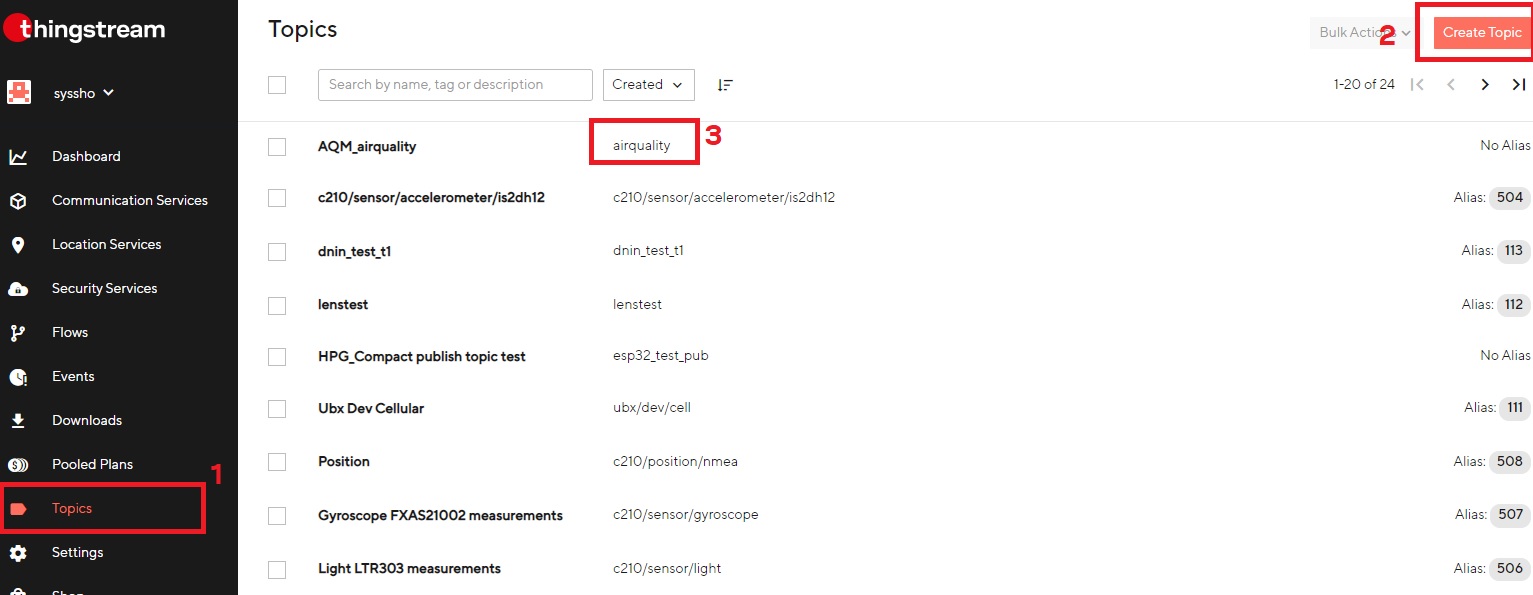 thingstream
syssho
Dashboard
Communication Services
Location Services
Security Services
Flows
Events
Downloads
Pooled Plans
1
Topics
Settings
Shop
Topics
Bulk Actions
2
Create Topic
Search by name, tag or description
Created
1-20 of 24
AQM_airquality
airquality
3
No Alias
c210/sensor/accelerometer/is2dh12
c210/sensor/accelerometer/is2dh12
Alias: 504
dnin_test_t1
dnin_test_t1
Alias: 113
lenstest
lenstest
Alias: 112
HPG_Compact publish topic test
esp32_test_pub
No Alias
Ubx Dev Cellular
ubx/dev/cell
Alias: 111
Position
c210/position/nmea
Alias: 508
Gyroscope FXAS21002 measurements
c210/sensor/gyroscope
Alias: 507
Light LTR303 measurements
c210/sensor/light
Alias: 506